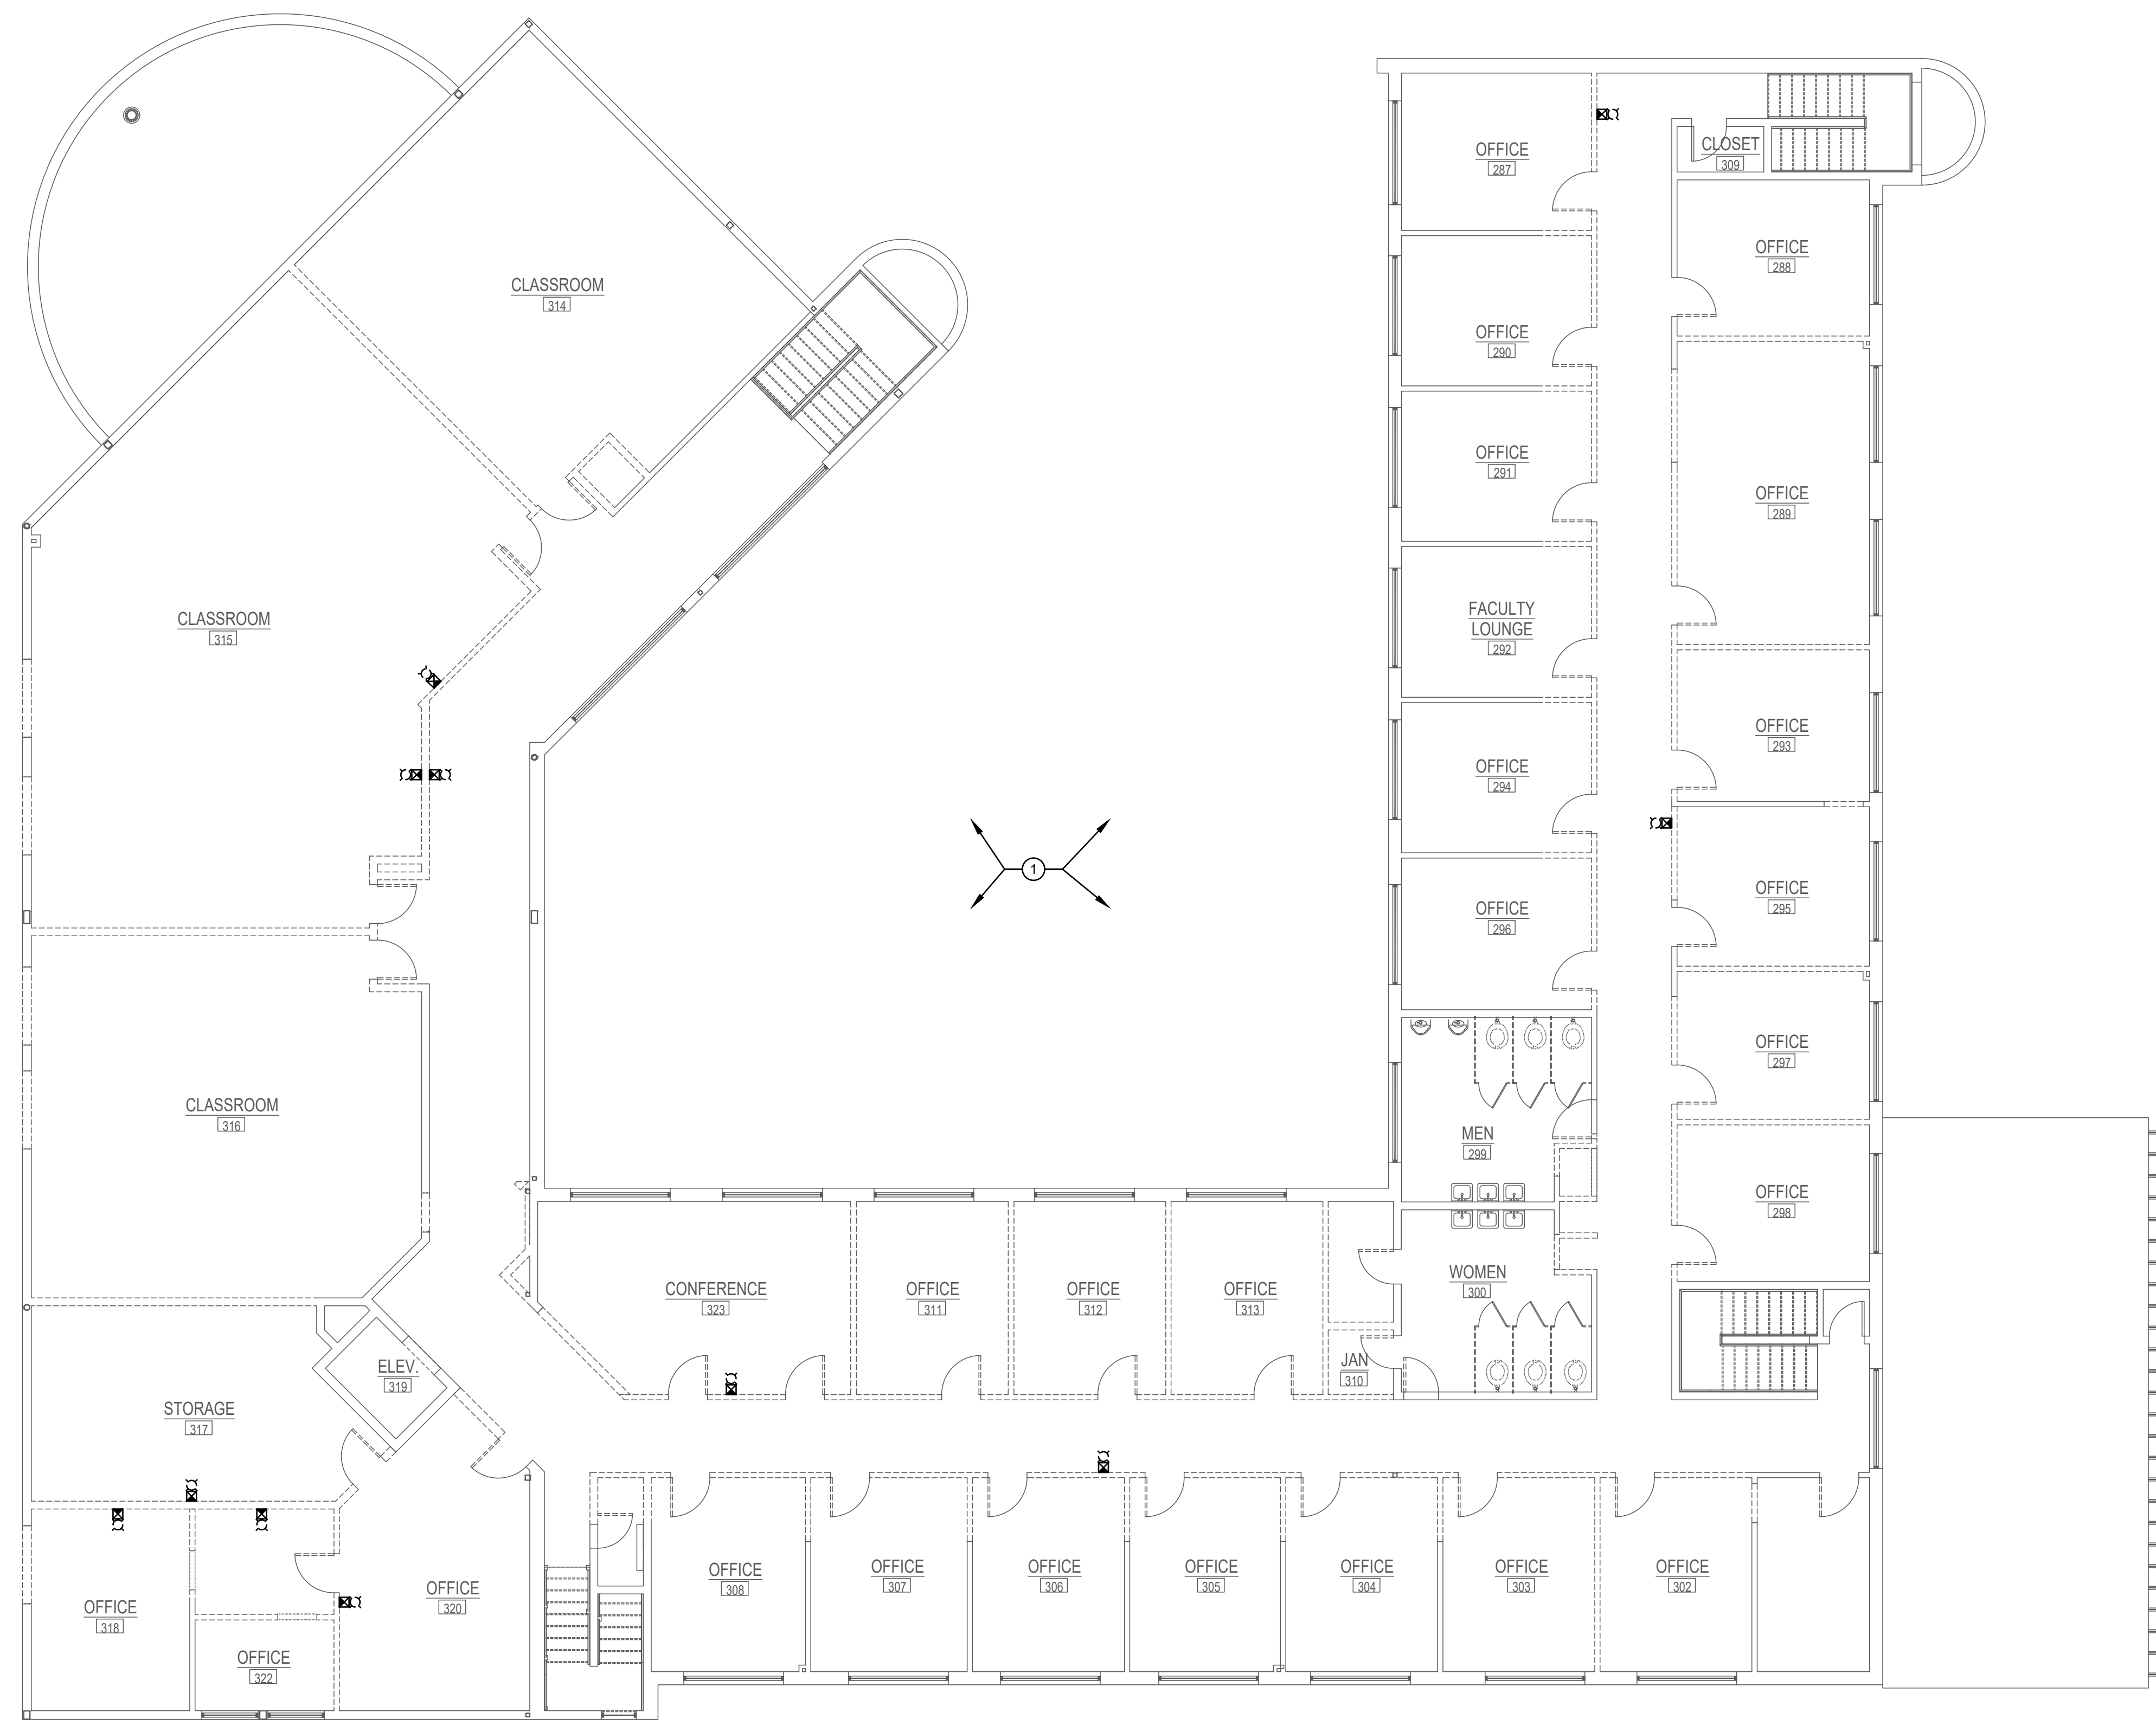 CLOSET
309
OFFICE
287
OFFICE
288
CLASSROOM
314
OFFICE
290
OFFICE
291
OFFICE
289
CLASSROOM
315
FACULTY
LOUNGE
292
OFFICE
293
OFFICE
294
1
OFFICE
295
OFFICE
296
OFFICE
297
CLASSROOM
316
MEN
299
OFFICE
298
WOMEN
300
CONFERENCE
323
OFFICE
311
OFFICE
312
OFFICE
313
JAN
310
ELEV.
319
STORAGE
317
OFFICE
308
OFFICE
307
OFFICE
306
OFFICE
305
OFFICE
304
OFFICE
303
OFFICE
302
OFFICE
320
OFFICE
318
OFFICE
322